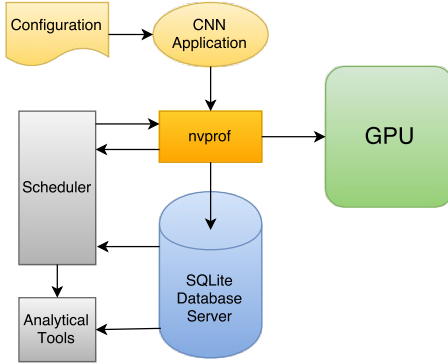 Configuration
CNN
Application
nvprof
GPU
Scheduler
SQLite
Database
Server
Analytical
Tools